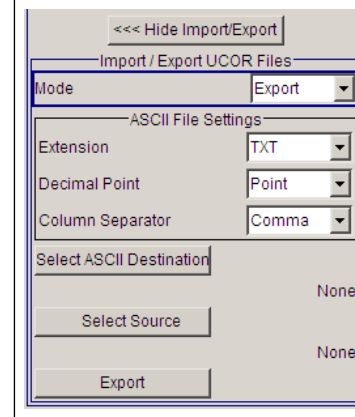 <<< Hide Import/Export
Import / Export UCOR Files
Mode Export
ASCII File Settings
Extension TXT
Decimal Point Point
Column Separator Comma
Select ASCII Destination
None
Select Source
None
Export